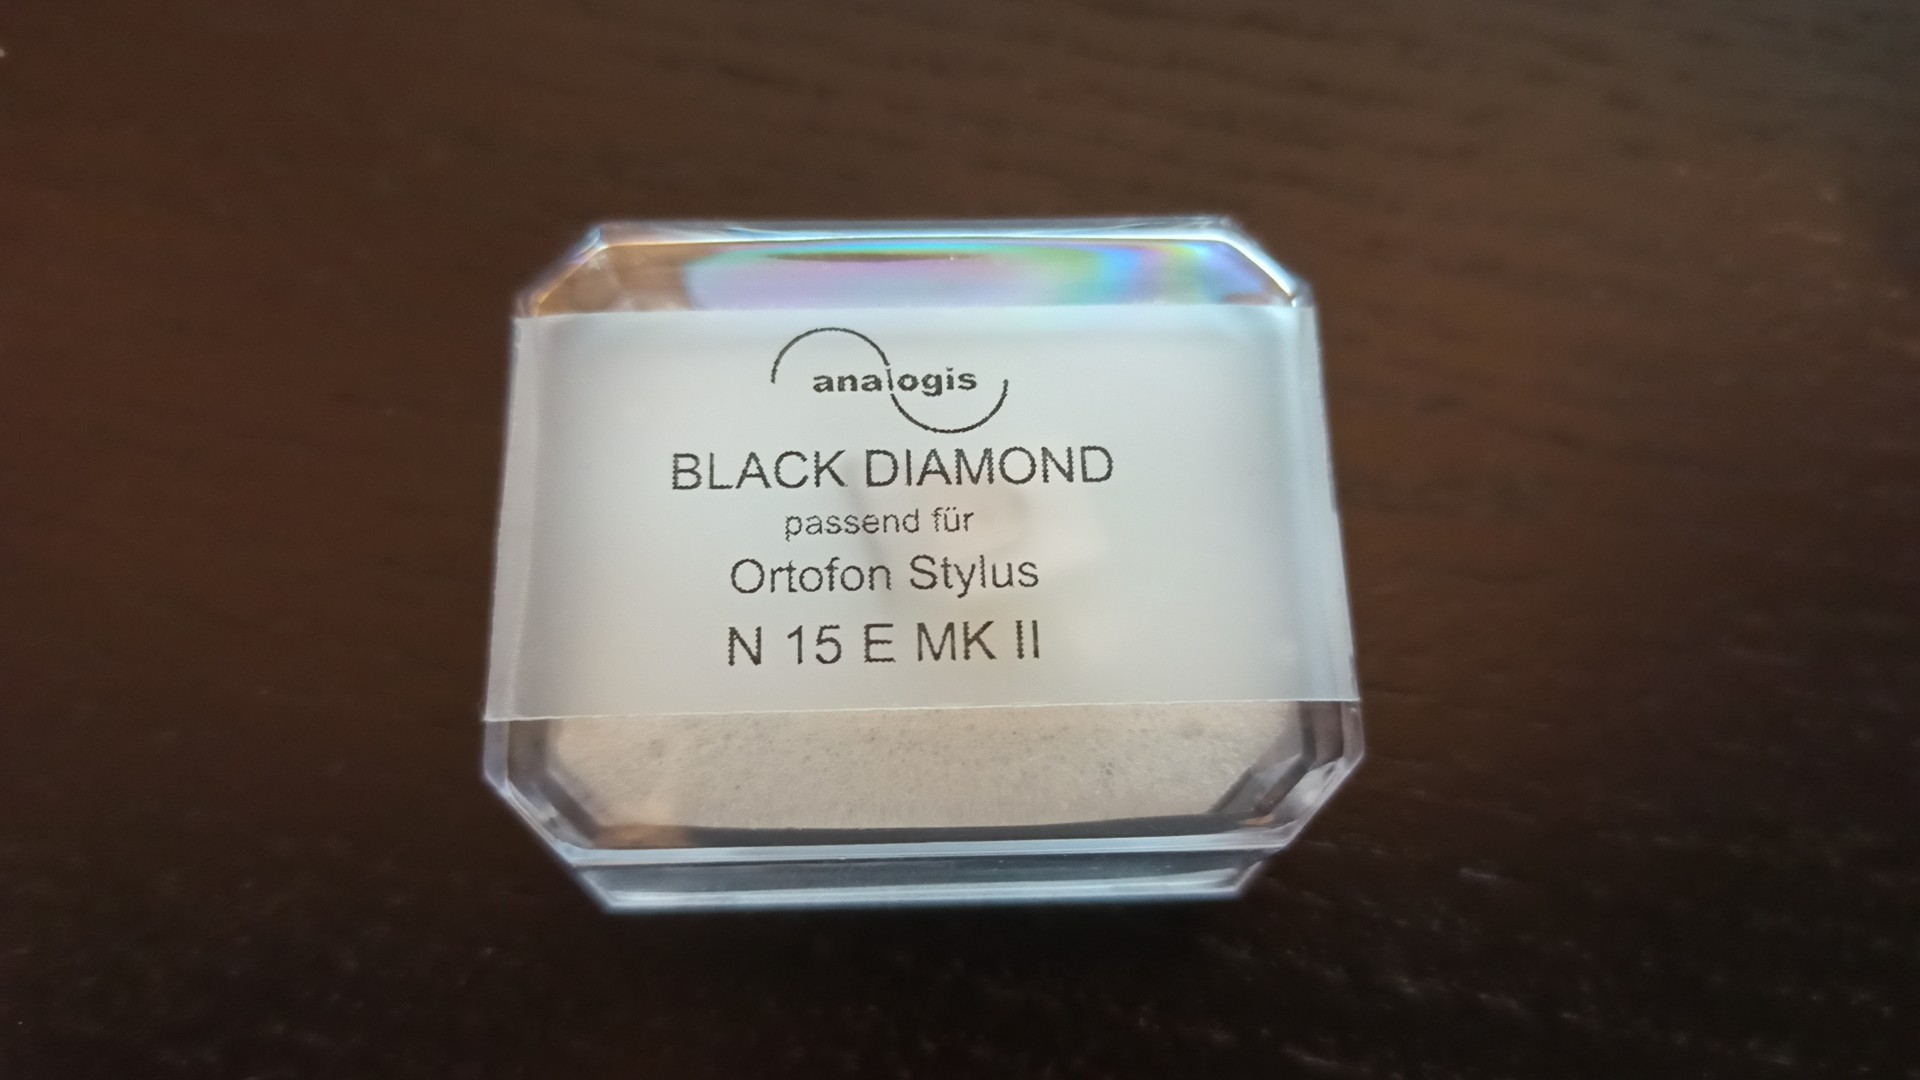 analogis
BLACK DIAMOND
passend für
Ortofon Stylus
N 15 E MK II